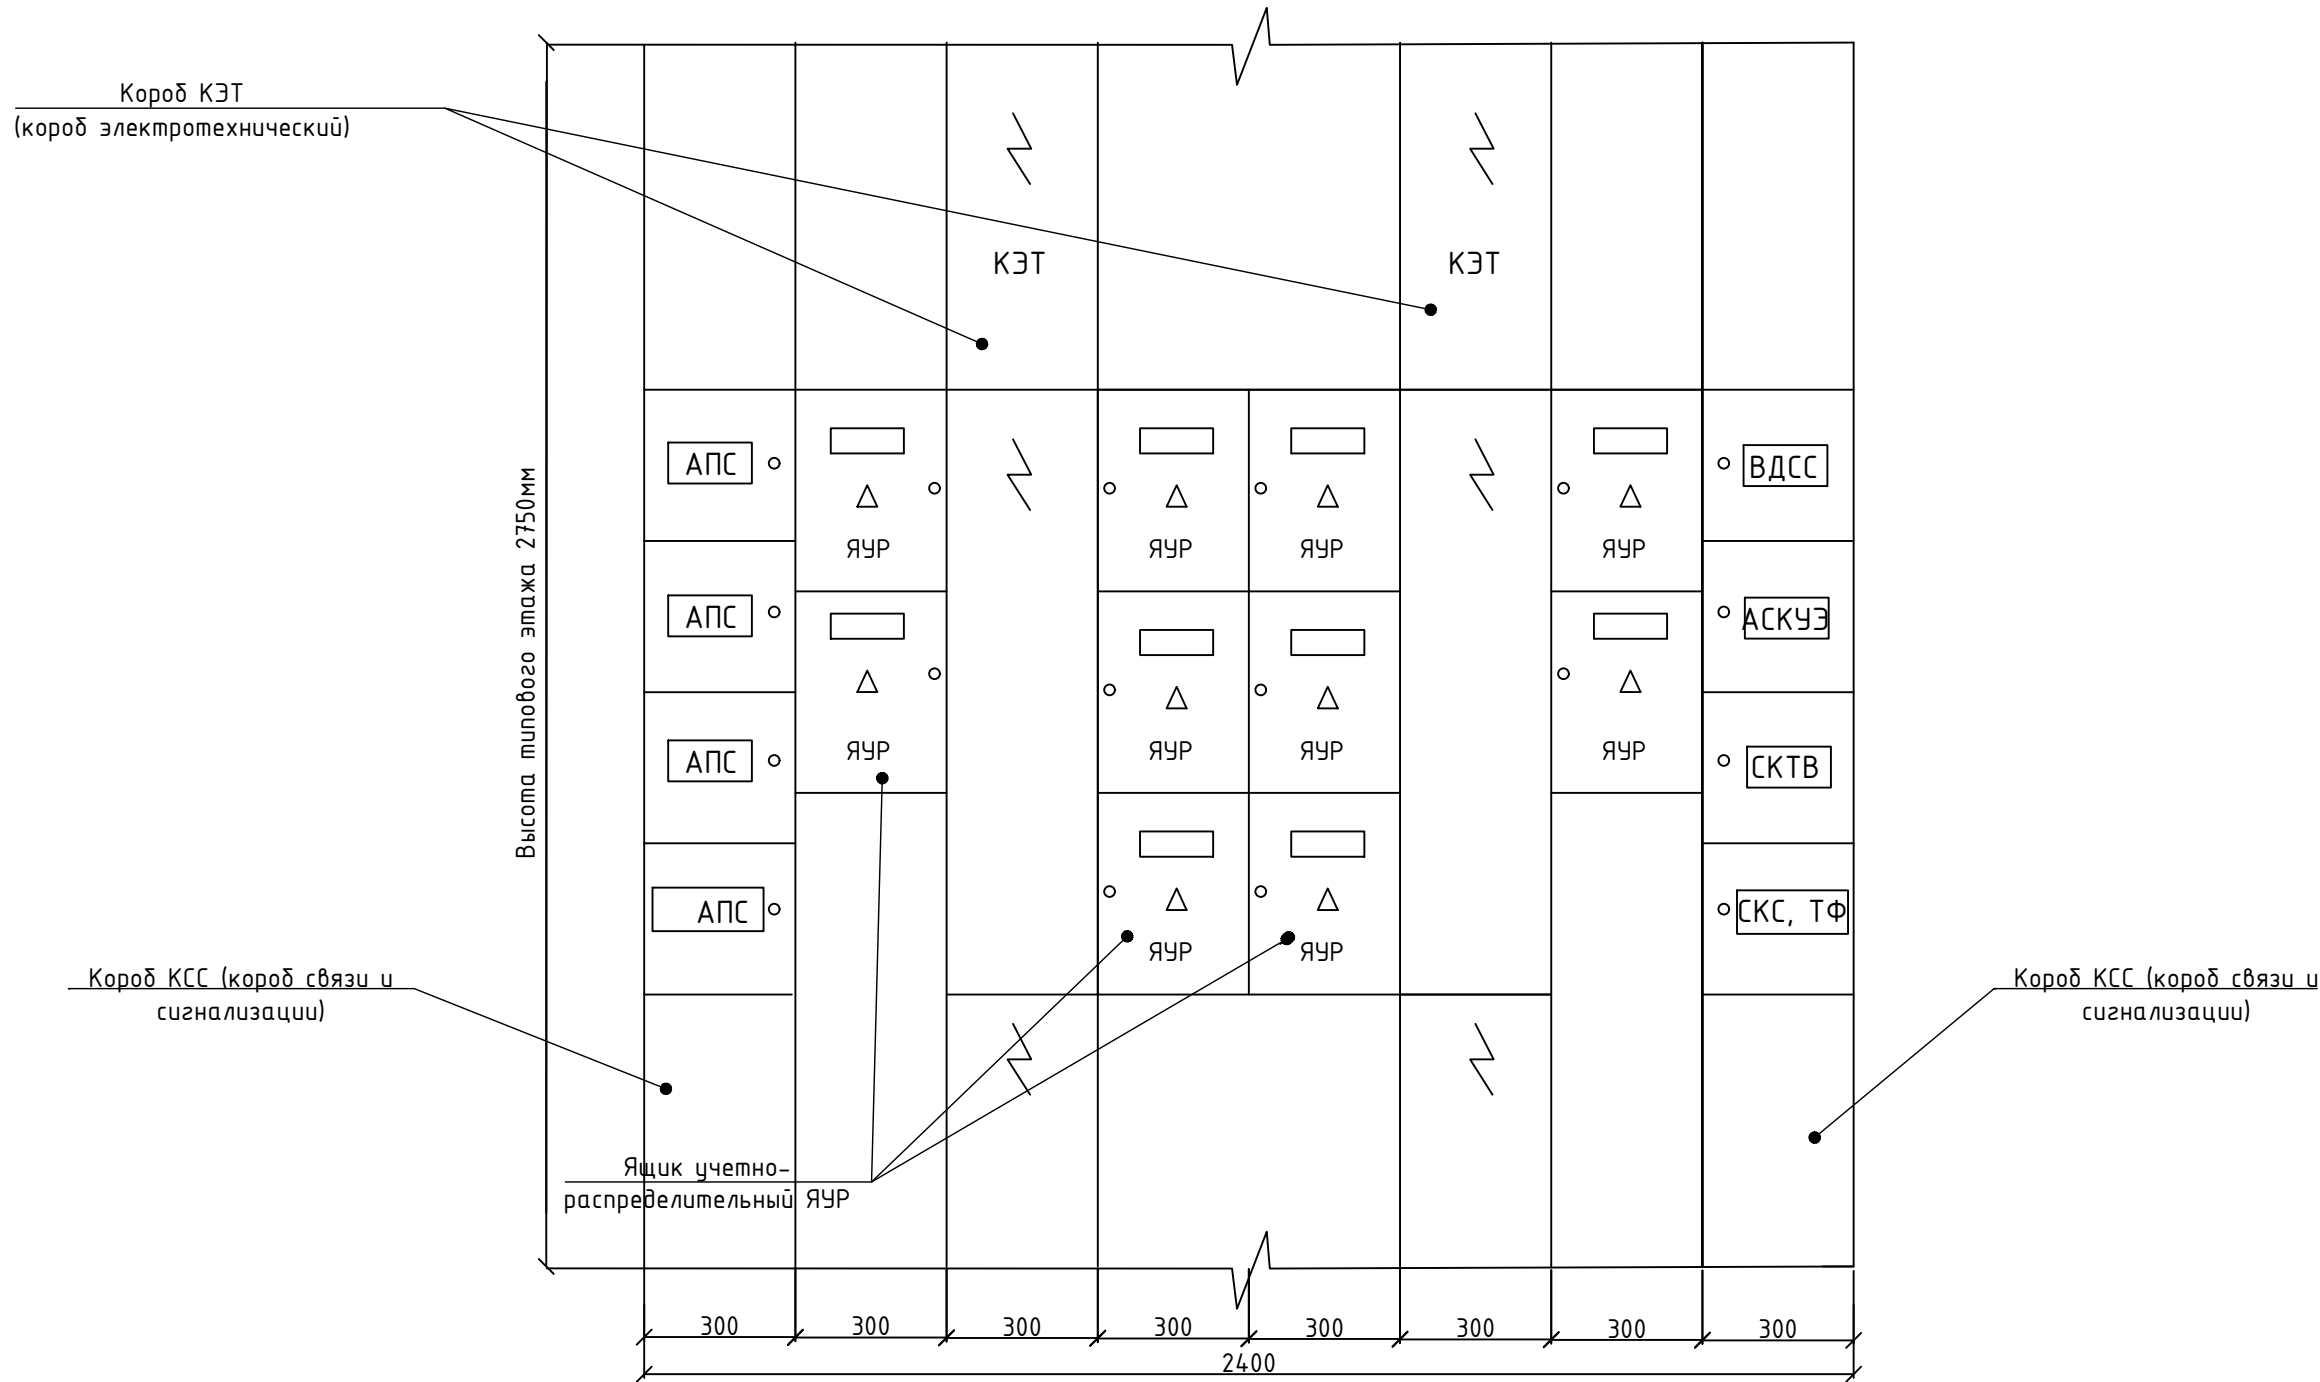 Короб КЭТ
(короб электротехнический)
КЭТ
КЭТ
Высота типового этажа 2750мм
АПС
ВДСС
ЯУР
ЯУР
ЯУР
ЯУР
АПС
АСКУЭ
ЯУР
ЯУР
ЯУР
ЯУР
АПС
СКТВ
АПС
СКС, ТФ
ЯУР
ЯУР
Короб КСС (короб связи и
сигнализации)
Короб КСС (короб связи и
сигнализации)
Ящик учетно-
распределительный ЯУР
300
300
300
300
300
300
300
300
2400